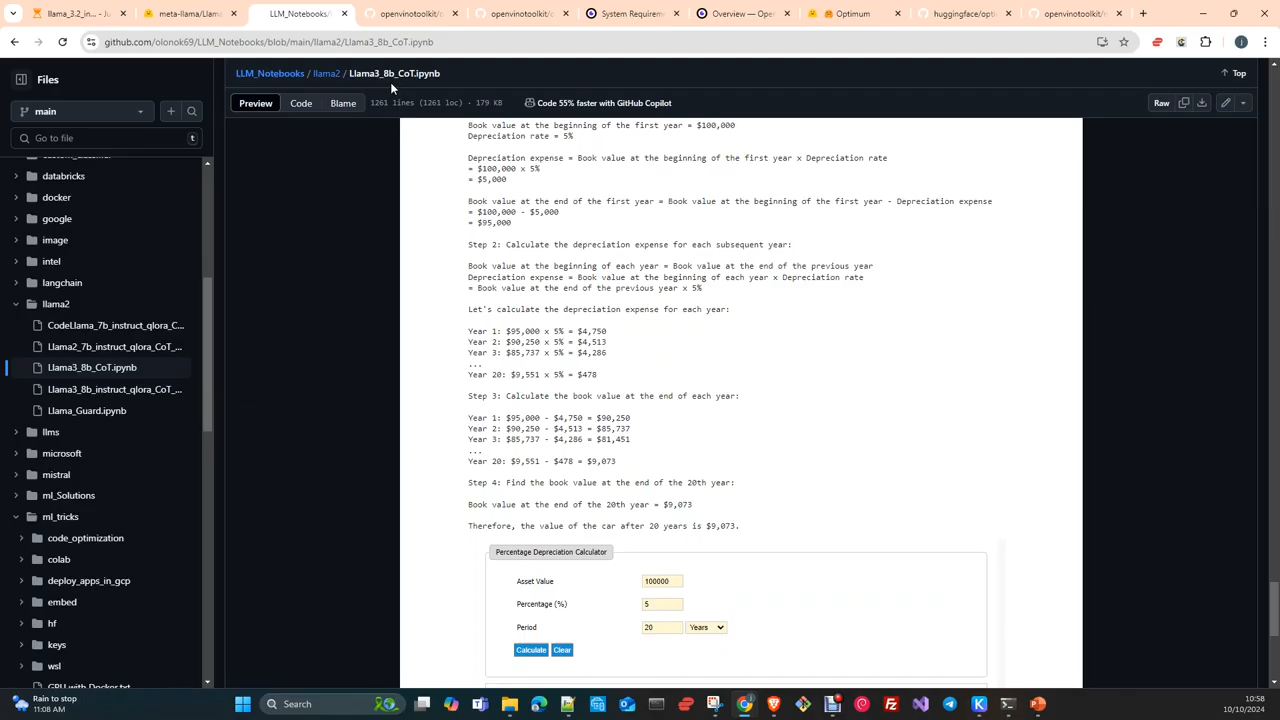 llama_3.2_in... - Ju
meta-llama/Llama
LLM_Notebooks/
openvinotoolkit/
openvinotoolkit/
System Requirem
Overview — Open
Optimum
huggingface/opti
openvinotoolkit/
github.com/olonok69/LLM_Notebooks/blob/main/llama2/Llama3_8b_CoT.ipynb
Files
LLM_Notebooks / llama2 / Llama3_8b_CoT.ipynb
Top
main
Preview
Code
Blame
1261 lines (1261 loc) · 179 KB
Code 55% faster with GitHub Copilot
Raw
Go to file
t
databricks
docker
google
image
intel
langchain
llama2
CodeLlama_7b_instruct_qlora_C...
Llama2_7b_instruct_qlora_CoT_...
Llama3_8b_CoT.ipynb
Llama3_8b_instruct_qlora_CoT_...
Llama_Guard.ipynb
llms
microsoft
mistral
ml_Solutions
ml_tricks
code_optimization
colab
deploy_apps_in_gcp
embed
hf
keys
wsl
GPU with Docker.txt
Book value at the beginning of the first year = $100,000
Depreciation rate = 5%
Depreciation expense = Book value at the beginning of the first year x Depreciation rate
= $100,000 x 5%
= $5,000
Book value at the end of the first year = Book value at the beginning of the first year - Depreciation expense
= $100,000 - $5,000
= $95,000
Step 2: Calculate the depreciation expense for each subsequent year:
Book value at the beginning of each year = Book value at the end of the previous year
Depreciation expense = Book value at the beginning of each year x Depreciation rate
= Book value at the end of the previous year x 5%
Let's calculate the depreciation expense for each year:
Year 1: $95,000 x 5% = $4,750
Year 2: $90,250 x 5% = $4,513
Year 3: $85,737 x 5% = $4,286
...
Year 20: $9,551 x 5% = $478
Step 3: Calculate the book value at the end of each year:
Year 1: $95,000 - $4,750 = $90,250
Year 2: $90,250 - $4,513 = $85,737
Year 3: $85,737 - $4,286 = $81,451
...
Year 20: $9,551 - $478 = $9,073
Step 4: Find the book value at the end of the 20th year:
Book value at the end of the 20th year = $9,073
Therefore, the value of the car after 20 years is $9,073.
Percentage Depreciation Calculator
Asset Value
100000
Percentage (%)
5
Period
20
Years
Calculate
Clear
Rain to stop
11:08 AM
Search
10:58
10/10/2024